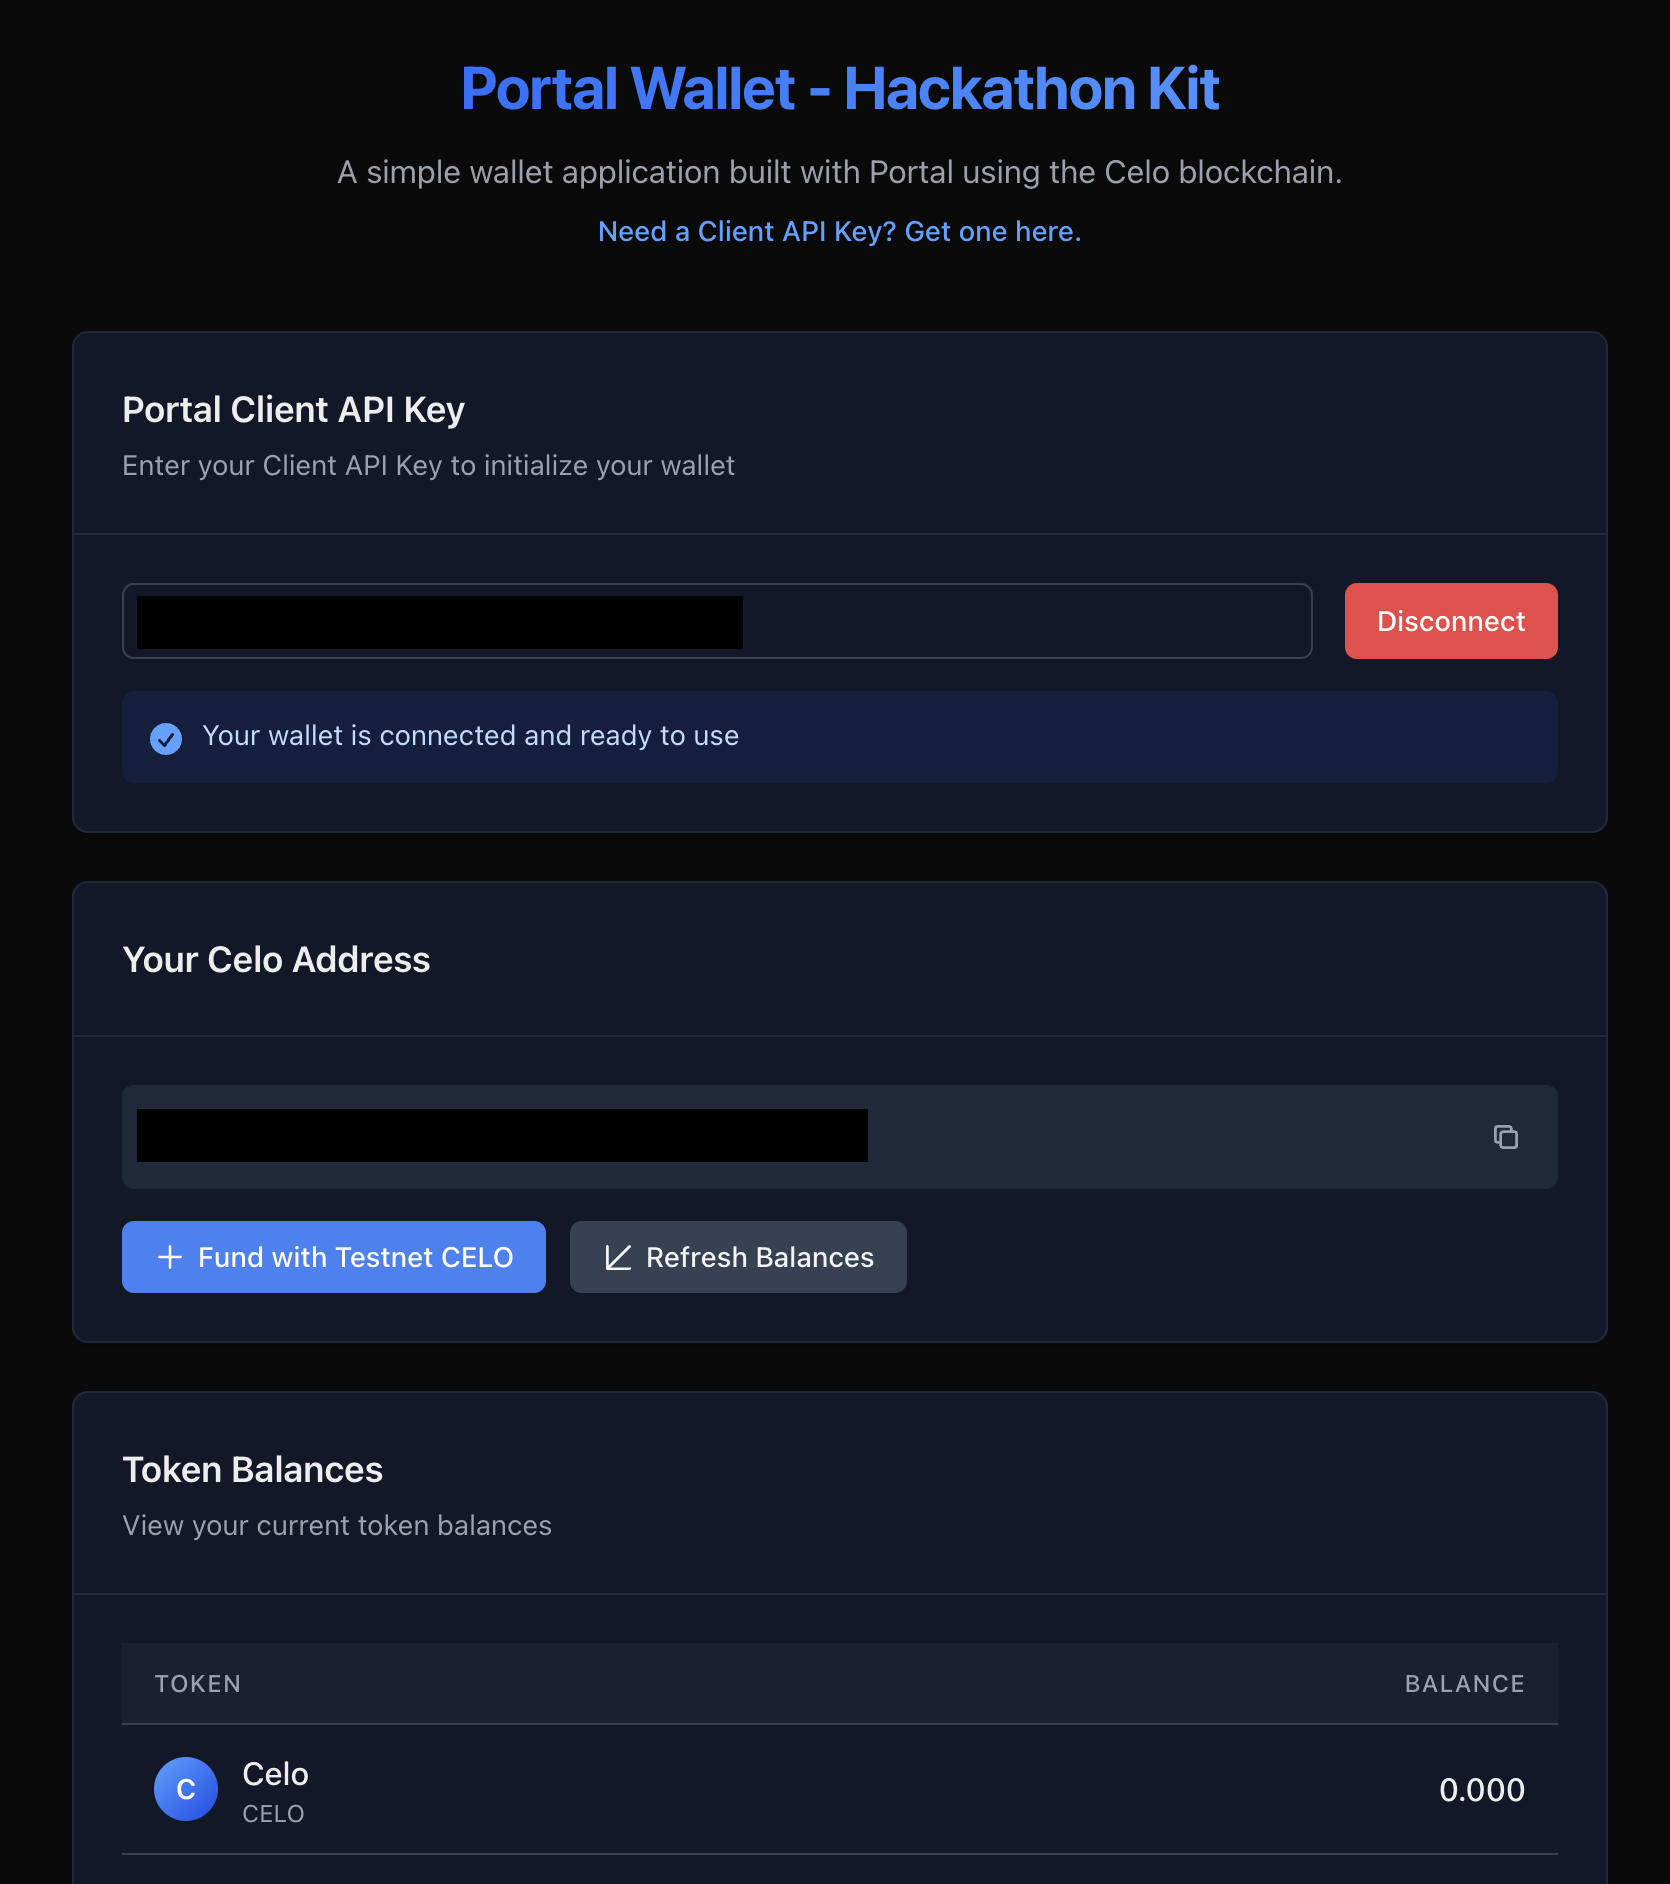 Portal Wallet - Hackathon Kit
A simple wallet application built with Portal using the Celo blockchain.
Need a Client API Key? Get one here.
Portal Client API Key
Enter your Client API Key to initialize your wallet
Disconnect
Your wallet is connected and ready to use
Your Celo Address
Fund with Testnet CELO
Refresh Balances
Token Balances
View your current token balances
TOKEN BALANCE
C Celo 0.000
CELO